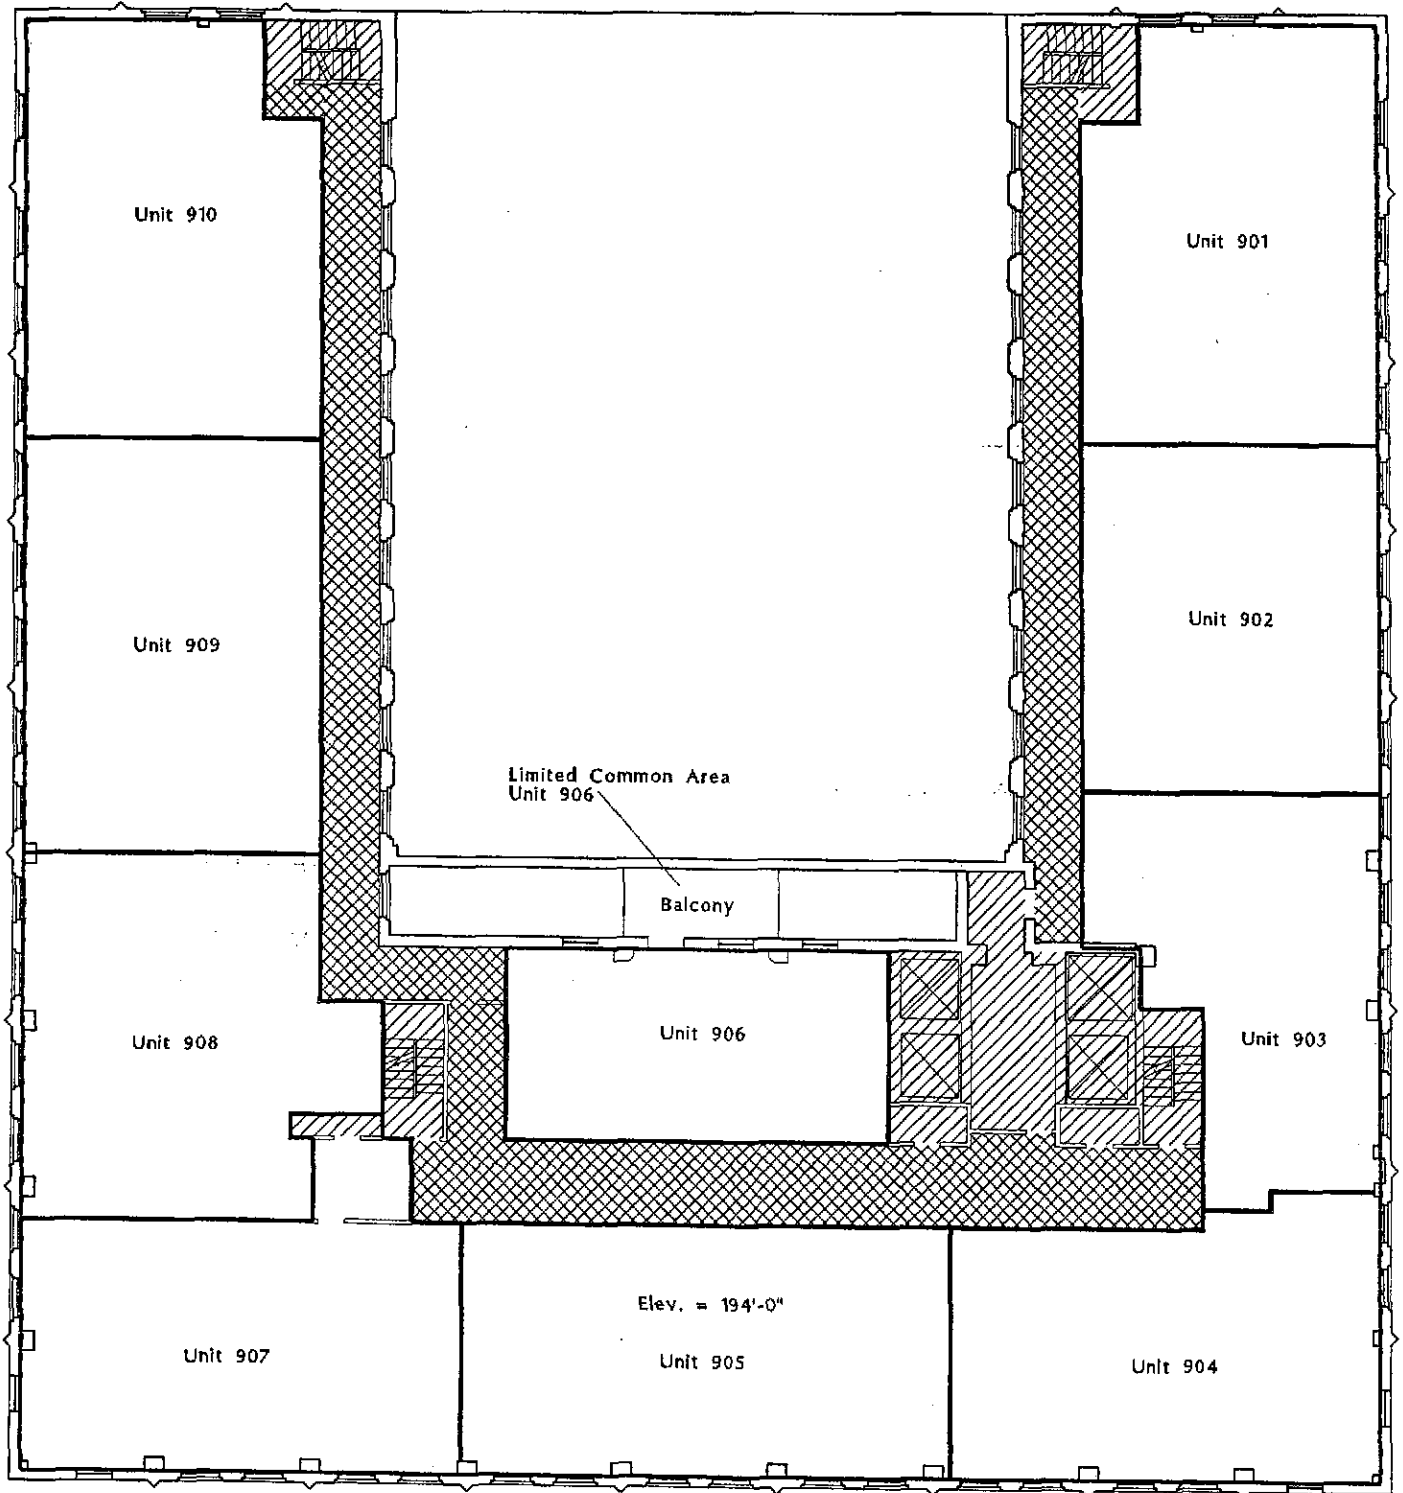 Unit 910
Unit 901
Unit 902
Unit 909
Limited Common Area
Unit 906
Balcony
Unit 906
Unit 903
Unit 908
Elev. = 194'-0"
Unit 907
Unit 905
Unit 904